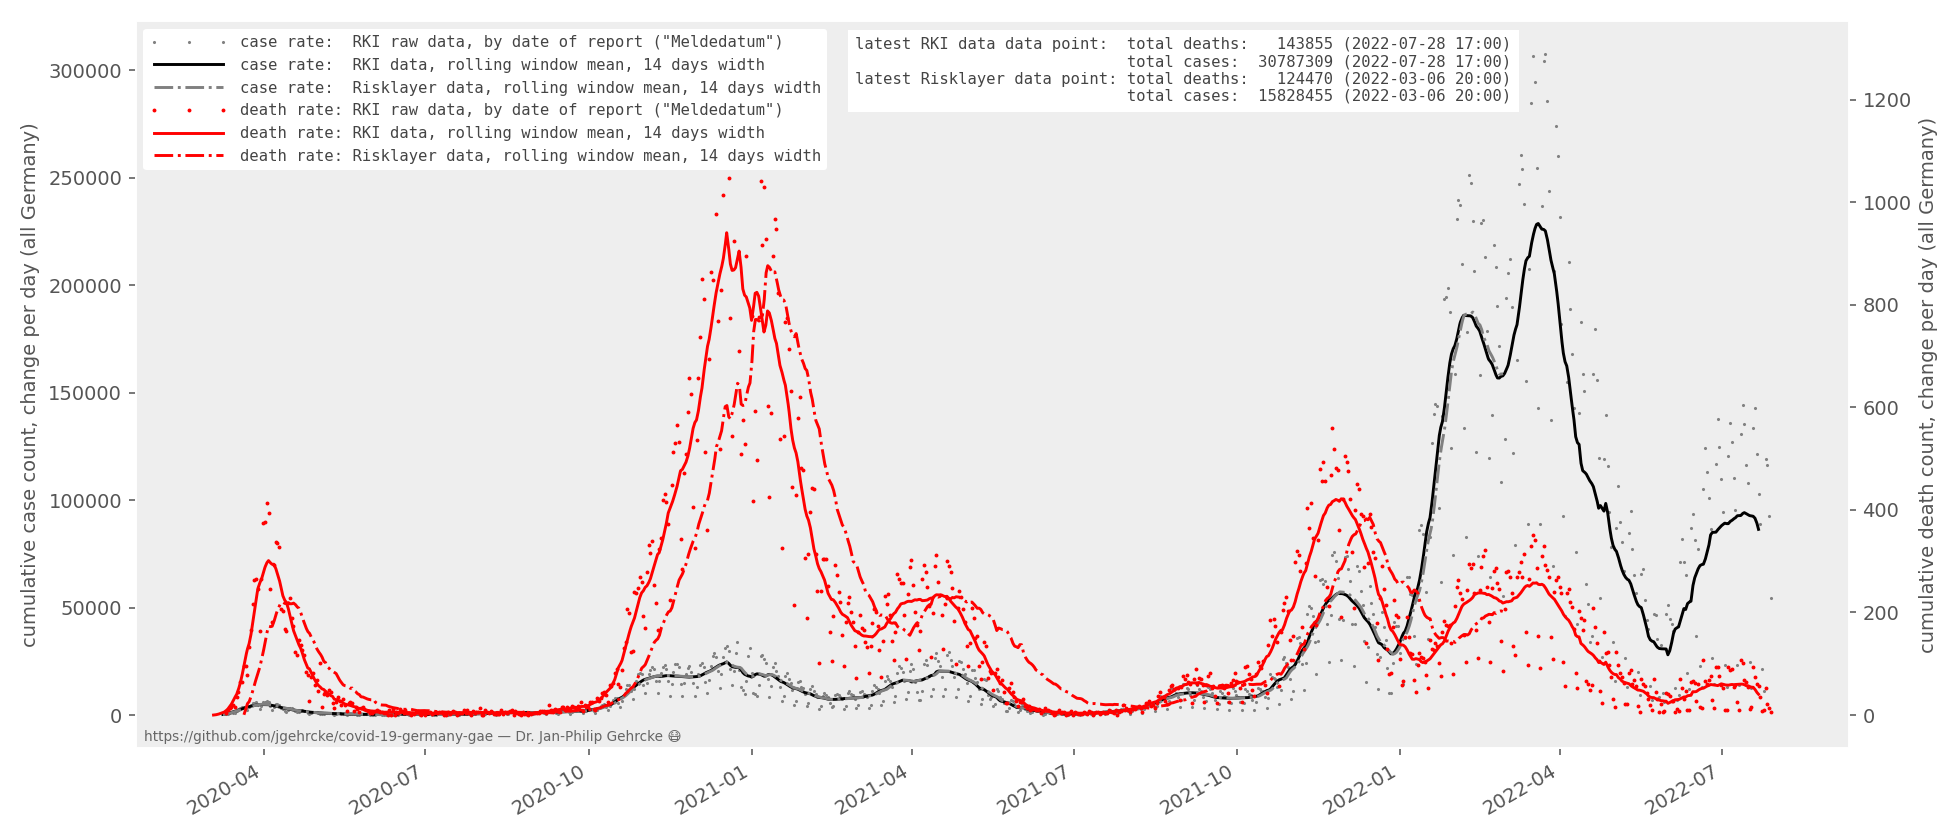 case rate:  RKI raw data, by date of report ("Meldedatum")
case rate:  RKI data, rolling window mean, 14 days width
case rate:  Risklayer data, rolling window mean, 14 days width
death rate: RKI raw data, by date of report ("Meldedatum")
death rate: RKI data, rolling window mean, 14 days width
death rate: Risklayer data, rolling window mean, 14 days width
latest RKI data data point:  total deaths:   143855 (2022-07-28 17:00)
total cases:  30787309 (2022-07-28 17:00)
latest Risklayer data point: total deaths:   124470 (2022-03-06 20:00)
total cases:  15828455 (2022-03-06 20:00)
cumulative case count, change per day (all Germany)
300000
250000
200000
150000
100000
50000
0
1200
1000
800
600
400
200
0
cumulative death count, change per day (all Germany)
https://github.com/jgehrcke/covid-19-germany-gae — Dr. Jan-Philip Gehrcke 😷
2020-04
2020-07
2020-10
2021-01
2021-04
2021-07
2021-10
2022-01
2022-04
2022-07